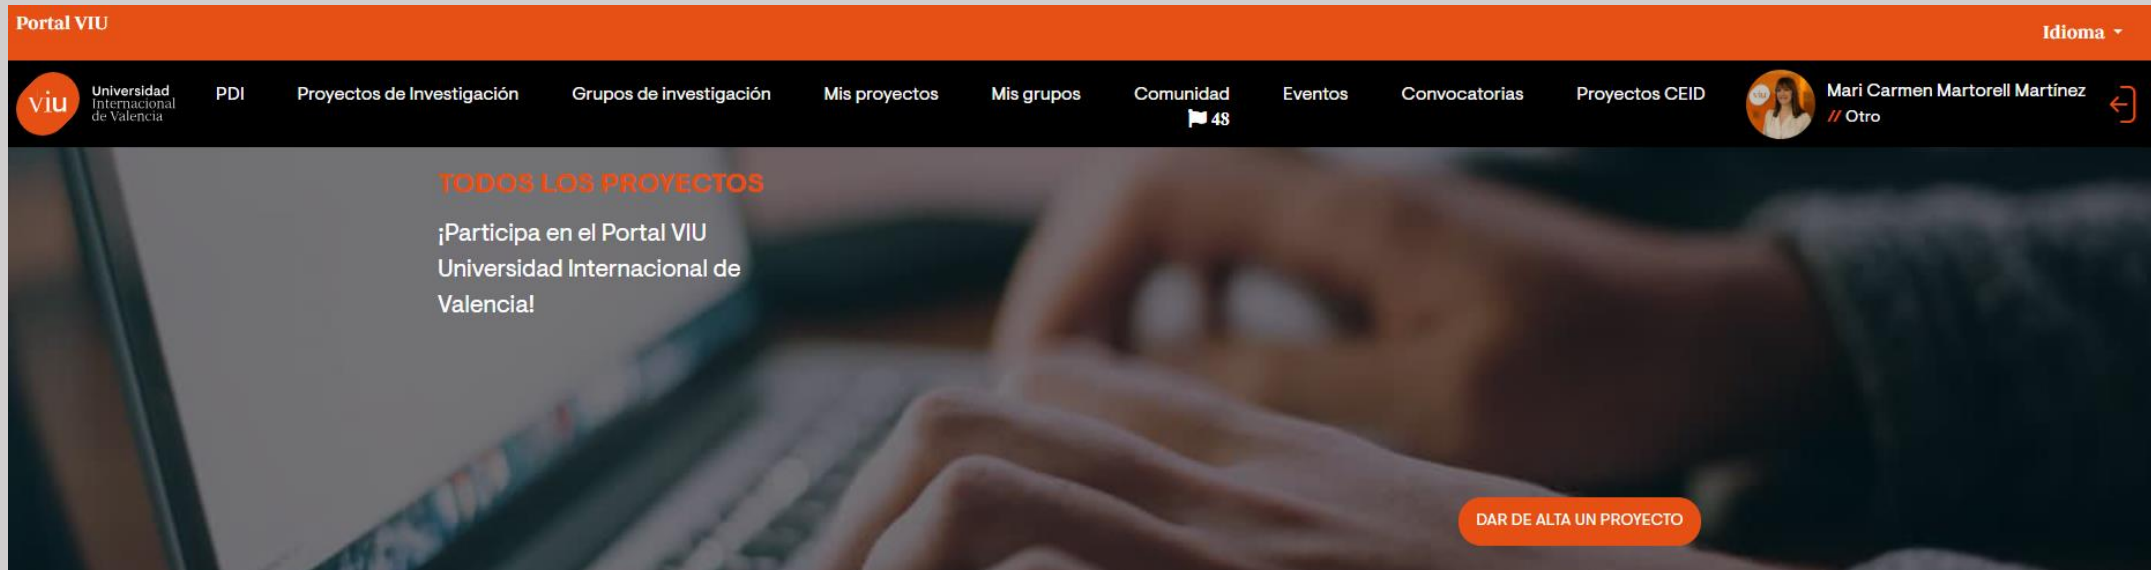 Portal VIU
Idioma
viu
Universidad
Internacional
de Valencia
PDI
Proyectos de Investigación
Grupos de investigación
Mis proyectos
Mis grupos
Comunidad
48
Eventos
Convocatorias
Proyectos CEID
viu
Mari Carmen Martorell Martínez
// Otro
TODOS LOS PROYECTOS
¡Participa en el Portal VIU
Universidad Internacional de
Valencia!
DAR DE ALTA UN PROYECTO